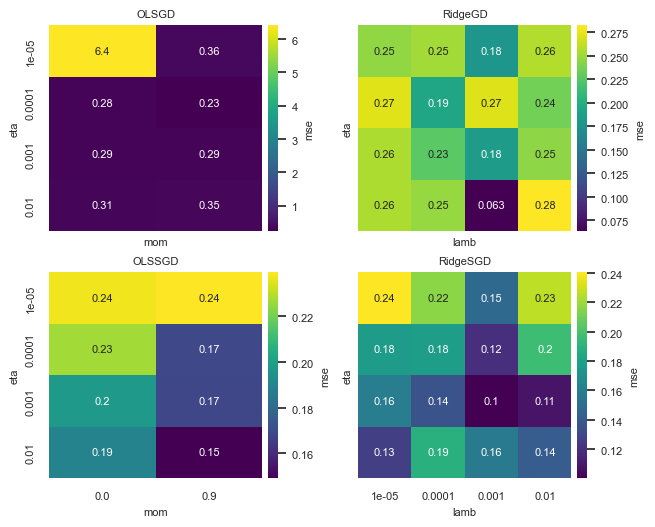 OLSGD
1e-05
0.0001
0.001
0.01
eta
6.4 0.36
0.28 0.23
0.29 0.29
0.31 0.35
mom
6
5
4
3
2
1
mse
RidgeGD
eta
0.25 0.25 0.18 0.26
0.27 0.19 0.27 0.24
0.26 0.23 0.18 0.25
0.26 0.25 0.063 0.28
lamb
0.275
0.250
0.225
0.200
0.175
0.150
0.125
0.100
0.075
mse
OLSSGD
1e-05
0.0001
0.001
0.01
eta
0.24 0.24
0.23 0.17
0.2 0.17
0.19 0.15
0.0 0.9
mom
0.22
0.20
0.18
0.16
mse
RidgeSGD
eta
0.24 0.22 0.15 0.23
0.18 0.18 0.12 0.2
0.16 0.14 0.1 0.11
0.13 0.19 0.16 0.14
1e-05 0.0001 0.001 0.01
lamb
0.24
0.22
0.20
0.18
0.16
0.14
0.12
mse